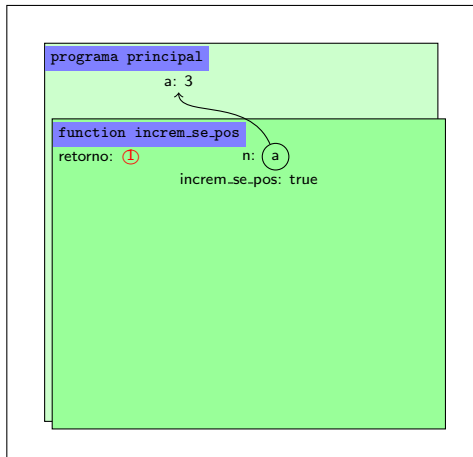 programa principal
a: 3
function increm_se_pos
retorno: 1 n: a
increm_se_pos: true